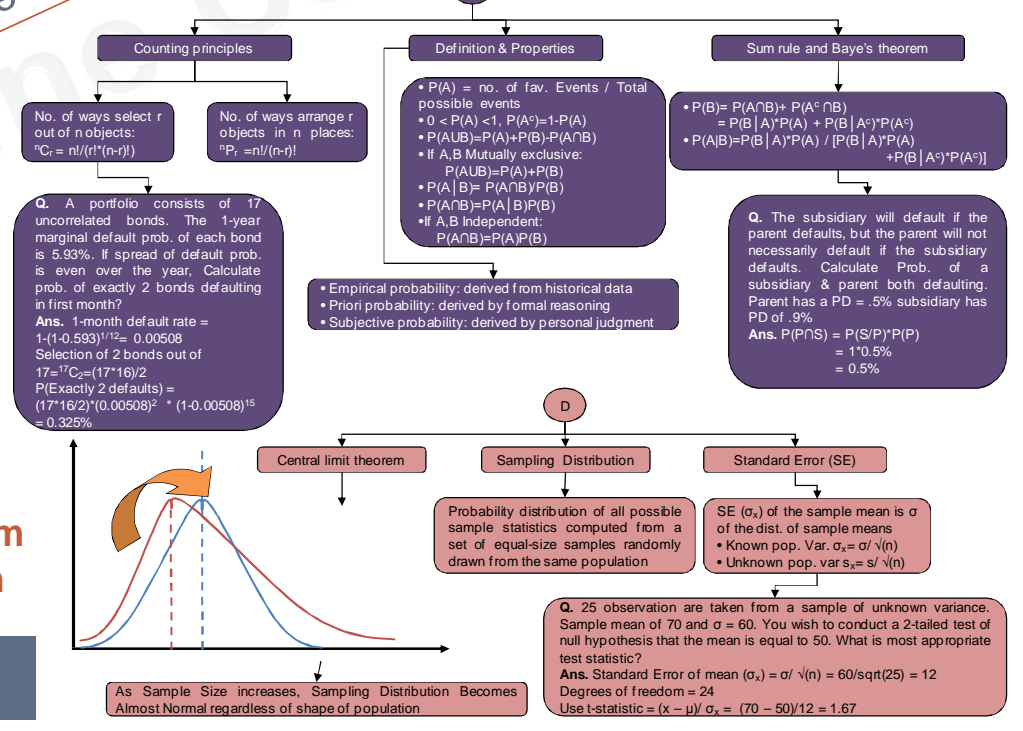 Counting principles
No. of ways select r
out of n objects:
ⁿCᵣ = n!/(r!*(n-r)!)
No. of ways arrange r
objects in n places:
ⁿPᵣ =n!/(n-r)!
Q. A portfolio consists of 17
uncorrelated bonds. The 1-year
marginal default prob. of each bond
is 5.93%. If spread of default prob.
is even over the year, Calculate
prob. of exactly 2 bonds defaulting
in first month?
Ans. 1-month default rate =
1-(1-0.593)¹/¹²= 0.00508
Selection of 2 bonds out of
17=¹⁷C₂=(17*16)/2
P(Exactly 2 defaults) =
(17*16/2)*(0.00508)² * (1-0.00508)¹⁵
= 0.325%
Definition & Properties
• P(A) = no. of fav. Events / Total
possible events
• 0 < P(A) <1, P(Aᶜ)=1-P(A)
• P(AUB)=P(A)+P(B)-P(A∩B)
• If A,B Mutually exclusive:
P(AUB)=P(A)+P(B)
• P(A│B)= P(A∩B)/P(B)
• P(A∩B)=P(A│B)P(B)
•If A,B Independent:
P(A∩B)=P(A)P(B)
• Empirical probability: derived from historical data
• Priori probability: derived by formal reasoning
• Subjective probability: derived by personal judgment
Sum rule and Baye's theorem
• P(B)= P(A∩B)+ P(Aᶜ ∩B)
= P(B│A)*P(A) + P(B│Aᶜ)*P(Aᶜ)
• P(A|B)=P(B│A)*P(A) / [P(B│A)*P(A)
+P(B│Aᶜ)*P(Aᶜ)]
Q. The subsidiary will default if the
parent defaults, but the parent will not
necessarily default if the subsidiary
defaults. Calculate Prob. of a
subsidiary & parent both defaulting.
Parent has a PD = .5% subsidiary has
PD of .9%
Ans. P(P∩S) = P(S/P)*P(P)
= 1*0.5%
= 0.5%
D
Central limit theorem
As Sample Size increases, Sampling Distribution Becomes
Almost Normal regardless of shape of population
Sampling Distribution
Probability distribution of all possible
sample statistics computed from a
set of equal-size samples randomly
drawn from the same population
Standard Error (SE)
SE (σₓ) of the sample mean is σ
of the dist. of sample means
• Known pop. Var. σₓ= σ/ √(n)
• Unknown pop. var sₓ= s/ √(n)
Q. 25 observation are taken from a sample of unknown variance.
Sample mean of 70 and σ = 60. You wish to conduct a 2-tailed test of
null hypothesis that the mean is equal to 50. What is most appropriate
test statistic?
Ans. Standard Error of mean (σₓ) = σ/ √(n) = 60/sqrt(25) = 12
Degrees of freedom = 24
Use t-statistic = (x – μ)/ σₓ = (70 – 50)/12 = 1.67